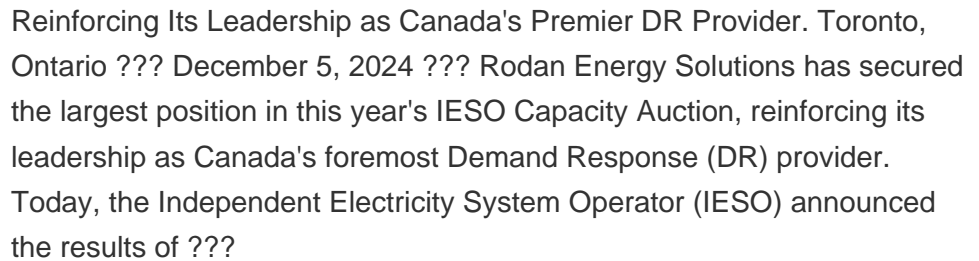 Reinforcing Its Leadership as Canada's Premier DR Provider. Toronto,
Ontario ??? December 5, 2024 ??? Rodan Energy Solutions has secured
the largest position in this year's IESO Capacity Auction, reinforcing its
leadership as Canada's foremost Demand Response (DR) provider.
Today, the Independent Electricity System Operator (IESO) announced
the results of ???